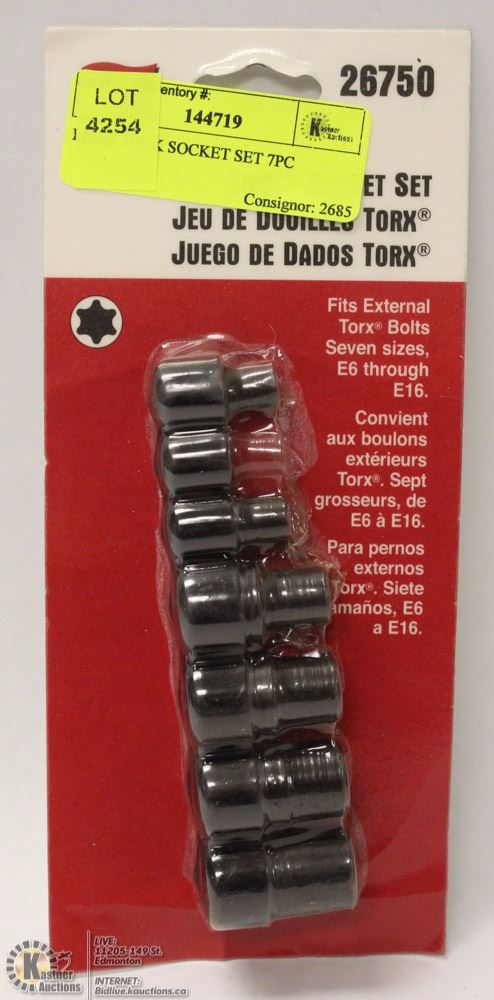 26750
LOT
4254
entory #:
144719
Kastner
Auctions
K SOCKET SET 7PC
Consignor: 2685
ET SET
JEU DE DOUILLES TORX®
JUEGO DE DADOS TORX®
Fits External
Torx® Bolts
Seven sizes,
E6 through
E16.
Convient
aux boulons
extérieurs
Torx®. Sept
grosseurs, de
E6 à E16.
Para pernos
externos
Torx®. Siete
amaños, E6
a E16.
Kastner
Auctions
LIVE:
11205-149 St.
Edmonton
INTERNET:
Bidlive.kauctions.ca